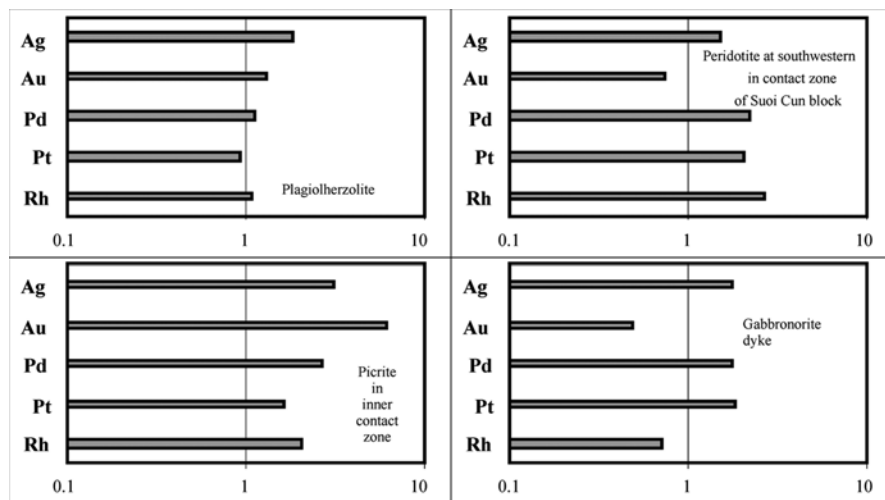 Ag
Au
Pd
Pt
Rh
Plagiolherzolite
0.1 1 10
Ag
Au
Pd
Pt
Rh
Peridotite at southwestern
in contact zone
of Suoi Cun block
0.1 1 10
Ag
Au
Pd
Pt
Rh
Picrite
in
inner
contact
zone
0.1 1 10
Ag
Au
Pd
Pt
Rh
Gabbronorite
dyke
0.1 1 10